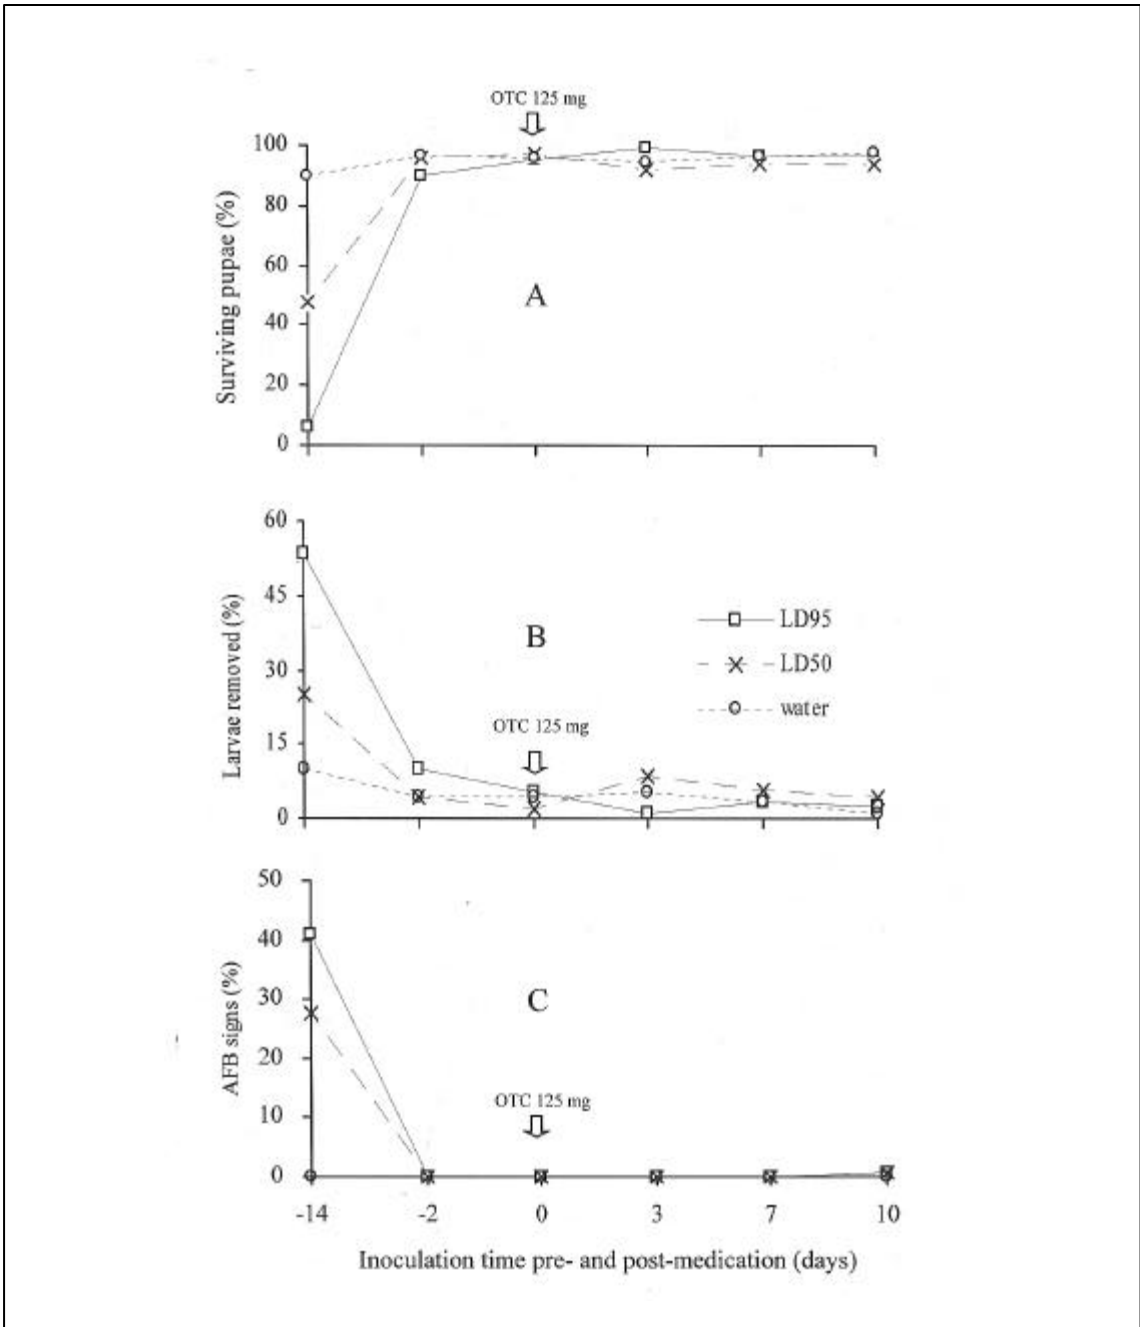 OTC 125 mg
100
80
60
40
20
0
Surviving pupae (%)
A
60
45
30
15
0
Larvae removed (%)
B
LD95
LD50
water
OTC 125 mg
50
40
30
20
10
0
AFB signs (%)
C
OTC 125 mg
-14 -2 0 3 7 10
Inoculation time pre- and post-medication (days)